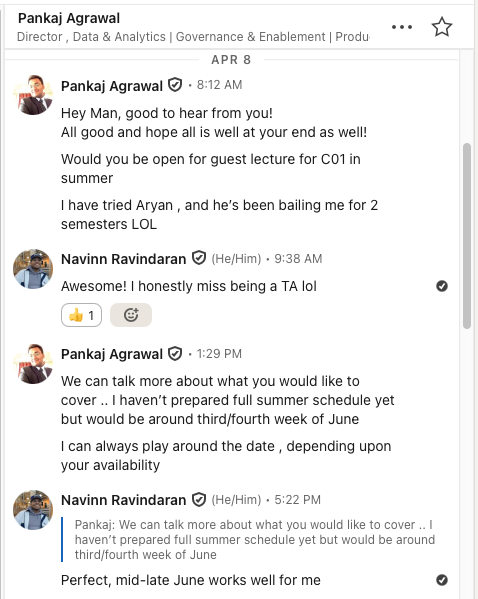 Pankaj Agrawal
Director , Data & Analytics | Governance & Enablement | Produ
APR 8
Pankaj Agrawal • 8:12 AM
Hey Man, good to hear from you!
All good and hope all is well at your end as well!
Would you be open for guest lecture for C01 in
summer
I have tried Aryan , and he's been bailing me for 2
semesters LOL
Navinn Ravindaran (He/Him) • 9:38 AM
Awesome! I honestly miss being a TA lol
👍 1
Pankaj Agrawal • 1:29 PM
We can talk more about what you would like to
cover .. I haven't prepared full summer schedule yet
but would be around third/fourth week of June
I can always play around the date , depending upon
your availability
Navinn Ravindaran (He/Him) • 5:22 PM
Pankaj: We can talk more about what you would like to cover .. I
haven't prepared full summer schedule yet but would be around
third/fourth week of June
Perfect, mid-late June works well for me